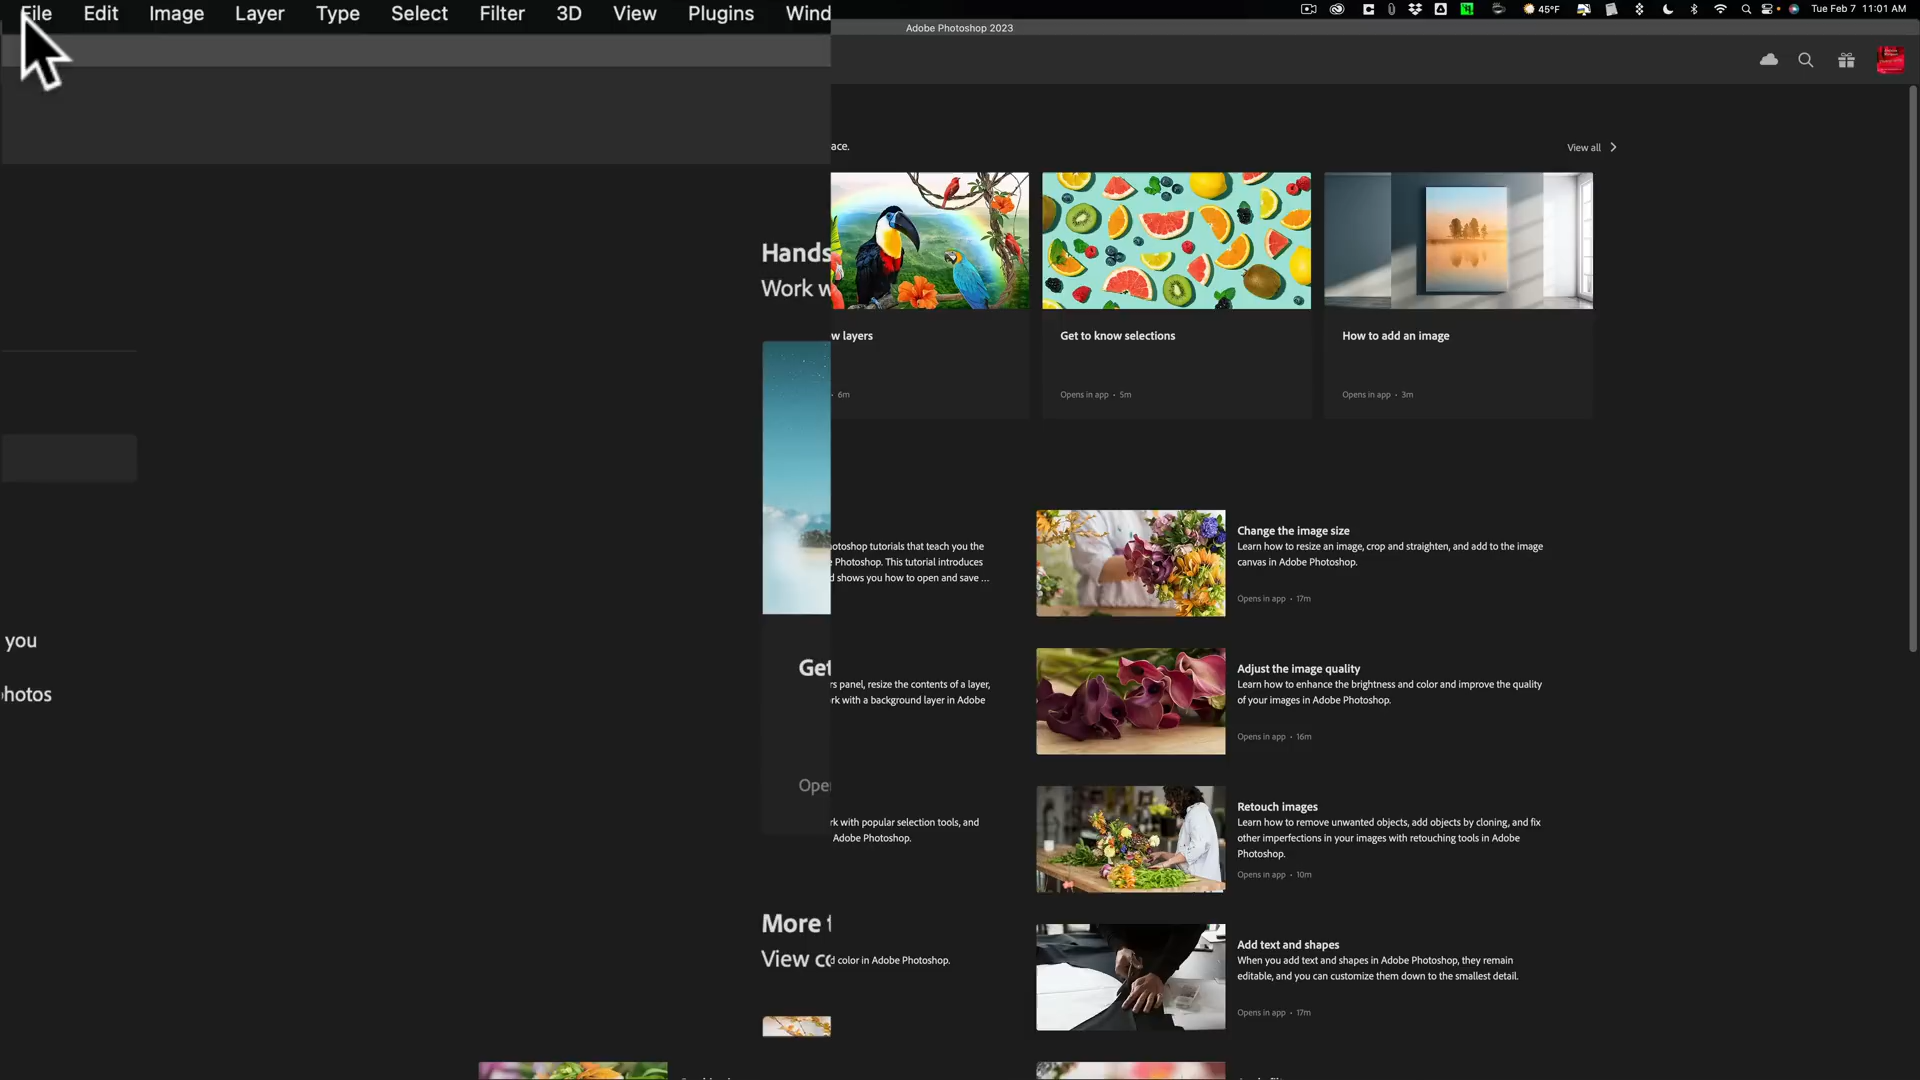 File Edit Image Layer Type Select Filter 3D View Plugins Wind
45°F Tue Feb 7 11:01 AM
Adobe Photoshop 2023
ace.
View all
Hands
Work w
w layers
6m
Get to know selections
Opens in app • 5m
How to add an image
Opens in app • 3m
you
hotos
Get
Ope
otoshop tutorials that teach you the
e Photoshop. This tutorial introduces
d shows you how to open and save ...
Change the image size
Learn how to resize an image, crop and straighten, and add to the image
canvas in Adobe Photoshop.
Opens in app • 17m
rs panel, resize the contents of a layer,
rk with a background layer in Adobe
Adjust the image quality
Learn how to enhance the brightness and color and improve the quality
of your images in Adobe Photoshop.
Opens in app • 16m
rk with popular selection tools, and
Adobe Photoshop.
Retouch images
Learn how to remove unwanted objects, add objects by cloning, and fix
other imperfections in your images with retouching tools in Adobe
Photoshop.
Opens in app • 10m
More t
View co
d color in Adobe Photoshop.
Add text and shapes
When you add text and shapes in Adobe Photoshop, they remain
editable, and you can customize them down to the smallest detail.
Opens in app • 17m